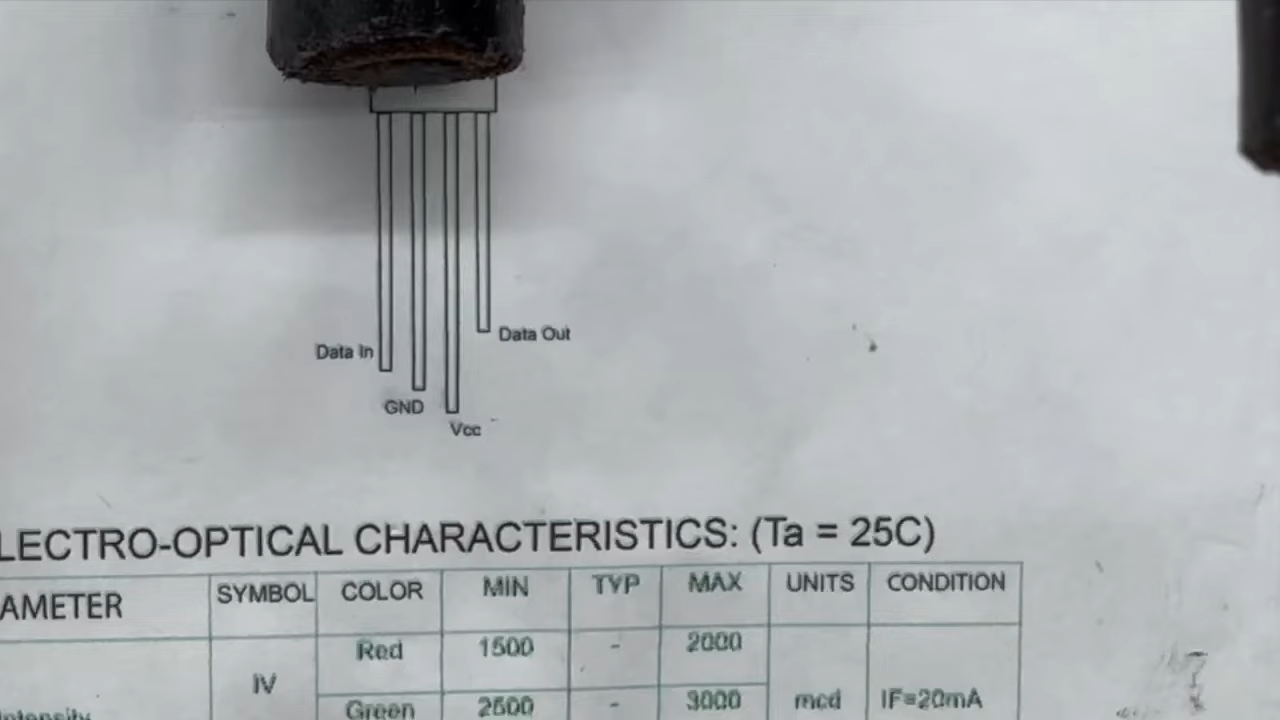 Data Out
Data In
GND
Vcc
LECTRO-OPTICAL CHARACTERISTICS: (Ta = 25C)
AMETER SYMBOL COLOR MIN TYP MAX UNITS CONDITION
Red 1500 - 2000
IV
ntensity Green 2500 - 3000 mcd IF=20mA